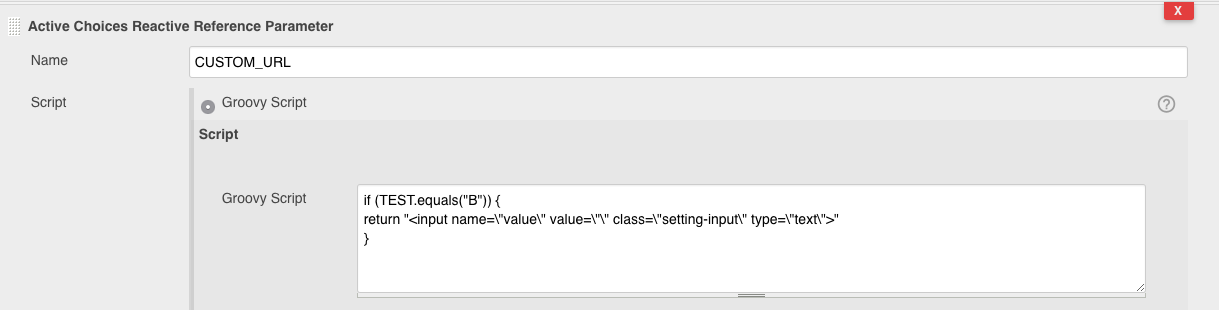 X
Active Choices Reactive Reference Parameter
Name
CUSTOM_URL
Script
Groovy Script
?
Script
Groovy Script
if (TEST.equals("B")) {
return "<input name=\"value\" value=\"\" class=\"setting-input\" type=\"text\">"
}